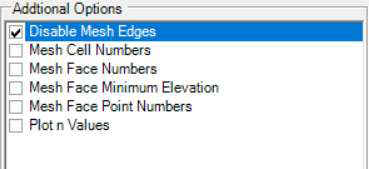 Addtional Options
Disable Mesh Edges
Mesh Cell Numbers
Mesh Face Numbers
Mesh Face Minimum Elevation
Mesh Face Point Numbers
Plot n Values